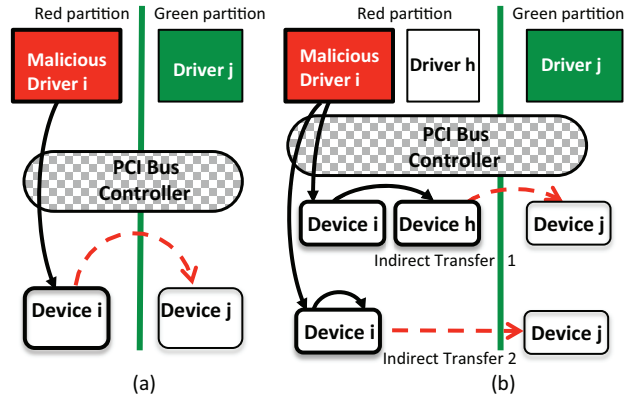 Red partition
Green partition
Malicious
Driver i
Driver j
PCI Bus
Controller
Device i
Device j
(a)
Red partition
Green partition
Malicious
Driver i
Driver h
Driver j
PCI Bus
Controller
Device i
Device h
Device j
Indirect Transfer 1
Device i
Device j
Indirect Transfer 2
(b)